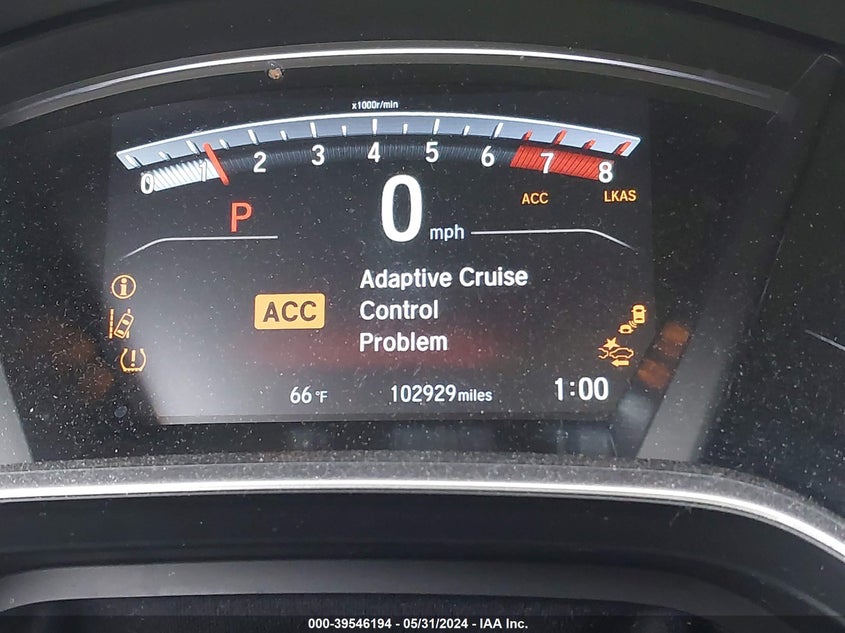 x1000r/min
0 1 2 3 4 5 6 7 8
P
0 mph
ACC
LKAS
ACC
Adaptive Cruise
Control
Problem
66°F
102929 miles
1:00
000-39546194 - 05/31/2024 - IAA Inc.